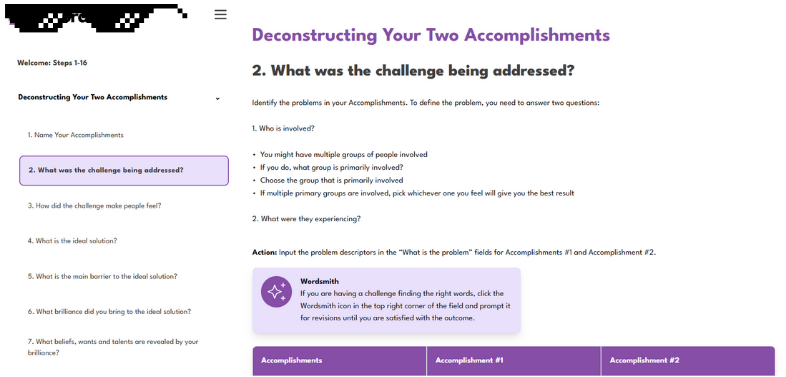 Welcome: Steps 1-16
Deconstructing Your Two Accomplishments
1. Name Your Accomplishments
2. What was the challenge being addressed?
3. How did the challenge make people feel?
4. What is the ideal solution?
5. What is the main barrier to the ideal solution?
6. What brilliance did you bring to the ideal solution?
7. What beliefs, wants and talents are revealed by your
brilliance?
Deconstructing Your Two Accomplishments
2. What was the challenge being addressed?
Identify the problems in your Accomplishments. To define the problem, you need to answer two questions:
1. Who is involved?
• You might have multiple groups of people involved
• If you do, what group is primarily involved?
• Choose the group that is primarily involved
• If multiple primary groups are involved, pick whichever one you feel will give you the best result
2. What were they experiencing?
Action: Input the problem descriptors in the "What is the problem" fields for Accomplishments #1 and Accomplishment #2.
Wordsmith
If you are having a challenge finding the right words, click the
Wordsmith icon in the top right corner of the field and prompt it
for revisions until you are satisfied with the outcome.
Accomplishments Accomplishment #1 Accomplishment #2